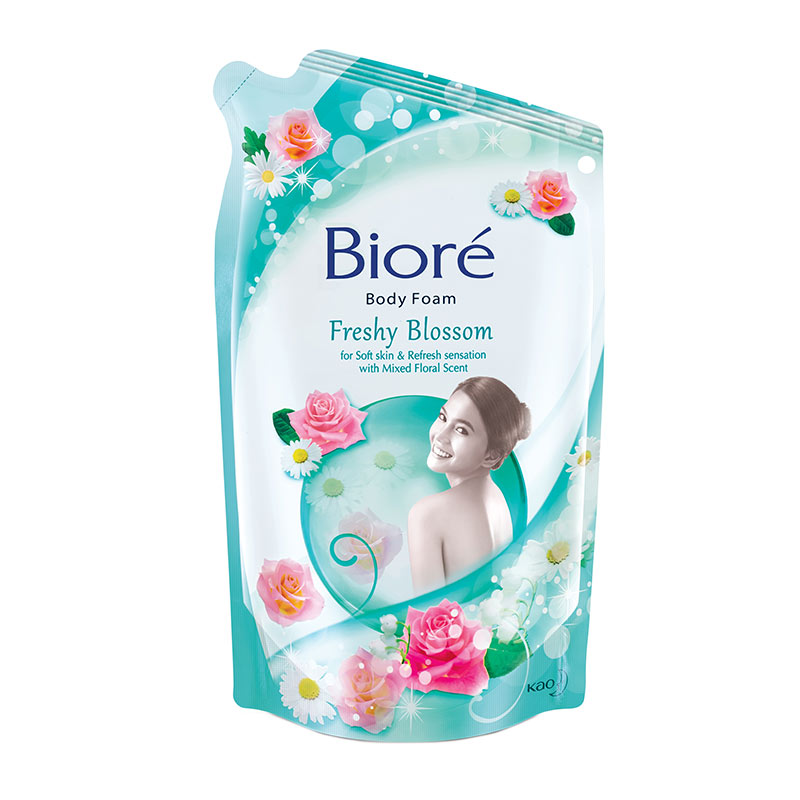 Bioré
Body Foam
Freshy Blossom
for Soft skin & Refresh sensation
with Mixed Floral Scent
Kao